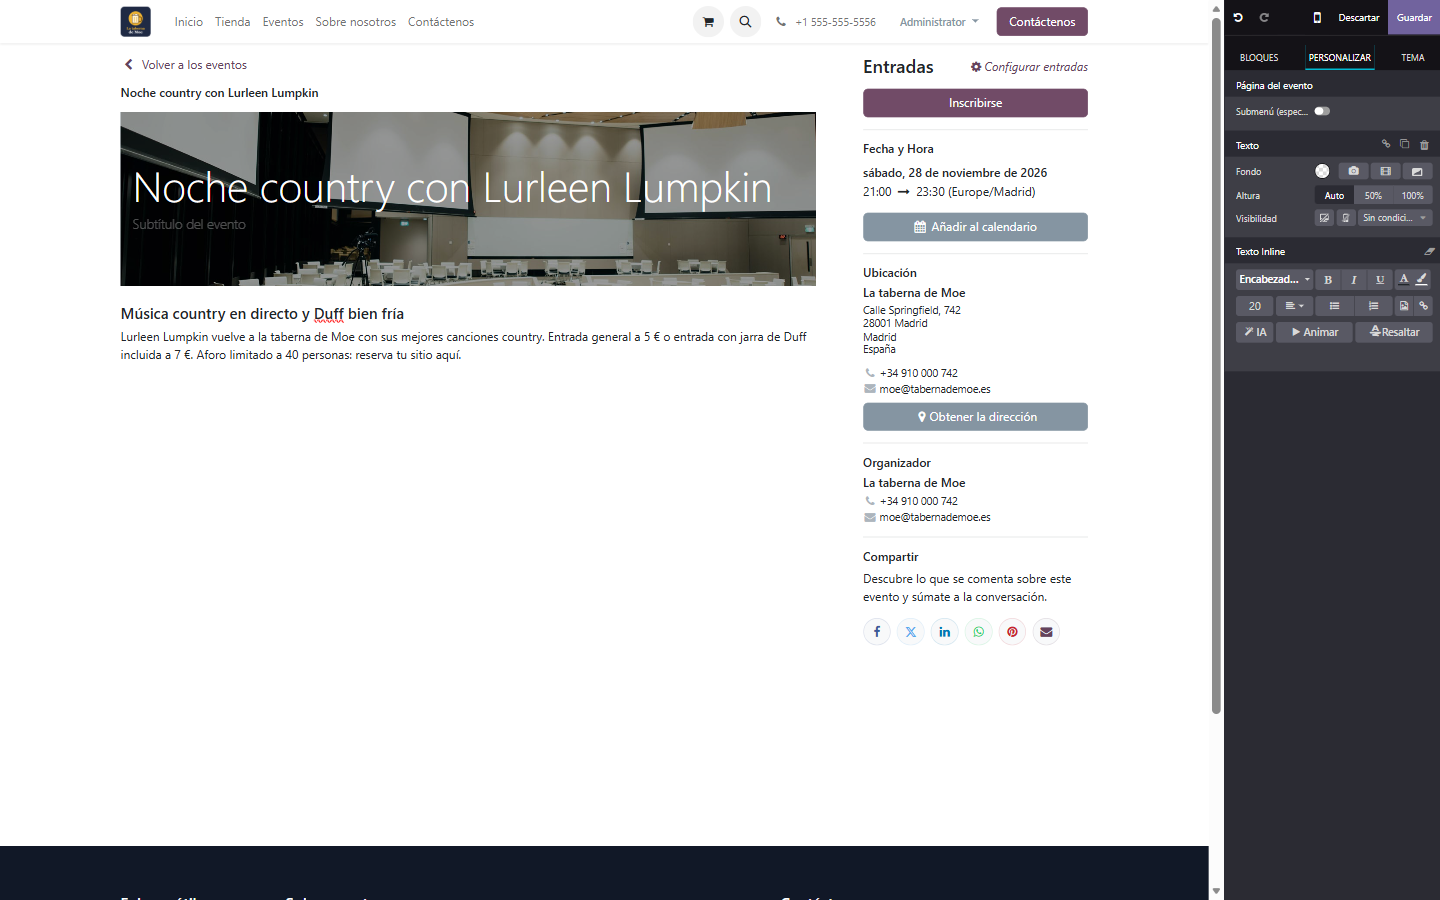 Inicio
Tienda
Eventos
Sobre nosotros
Contáctenos
+1 555-555-5556
Administrator
Contáctenos
Descartar
Guardar
BLOQUES
PERSONALIZAR
TEMA
Volver a los eventos
Noche country con Lurleen Lumpkin
Noche country con Lurleen Lumpkin
Subtítulo del evento
Música country en directo y Duff bien fría
Lurleen Lumpkin vuelve a la taberna de Moe con sus mejores canciones country. Entrada general a 5 € o entrada con jarra de Duff
incluida a 7 €. Aforo limitado a 40 personas: reserva tu sitio aquí.
Entradas
Configurar entradas
Inscribirse
Fecha y Hora
sábado, 28 de noviembre de 2026
21:00 → 23:30 (Europe/Madrid)
Añadir al calendario
Ubicación
La taberna de Moe
Calle Springfield, 742
28001 Madrid
Madrid
España
+34 910 000 742
moe@tabernademoe.es
Obtener la dirección
Organizador
La taberna de Moe
+34 910 000 742
moe@tabernademoe.es
Compartir
Descubre lo que se comenta sobre este
evento y súmate a la conversación.
Página del evento
Submenú (espec...
Texto
Fondo
Altura
Auto
50%
100%
Visibilidad
Sin condici...
Texto Inline
Encabezad...
B
I
U
A
20
IA
Animar
Resaltar